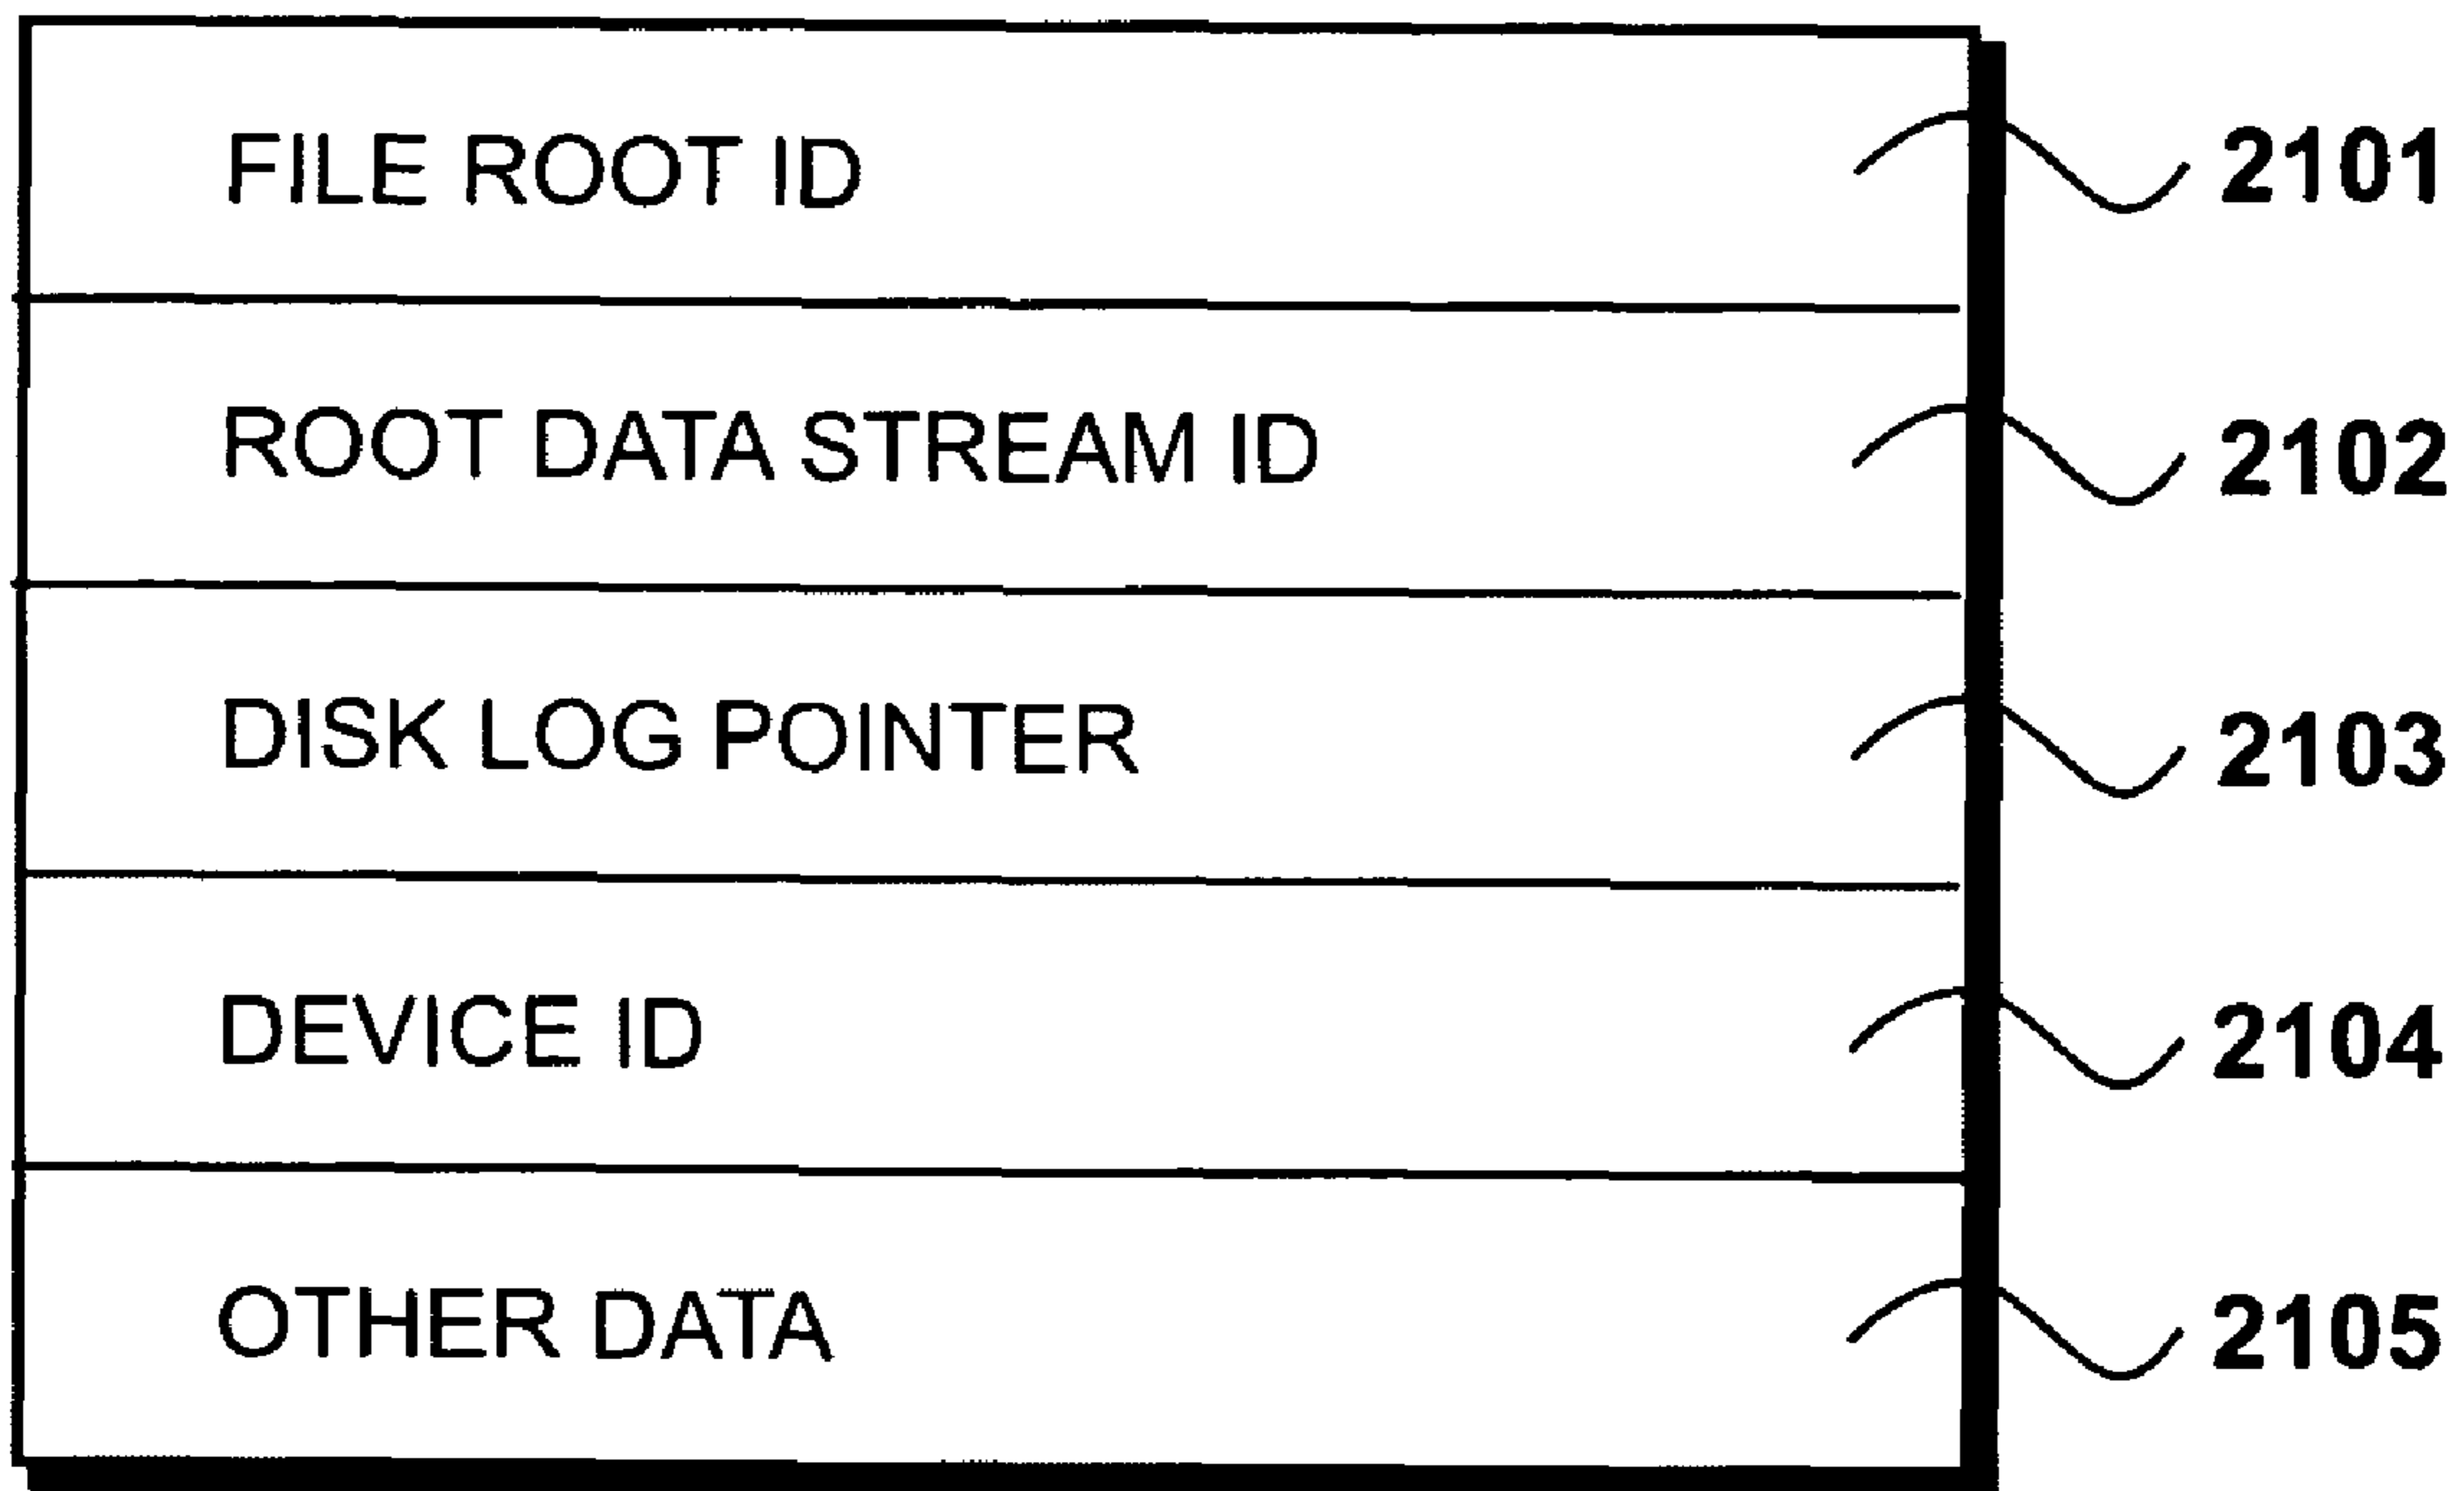 FILE ROOT ID 2101
ROOT DATA STREAM ID 2102
DISK LOG POINTER 2103
DEVICE ID 2104
OTHER DATA 2105